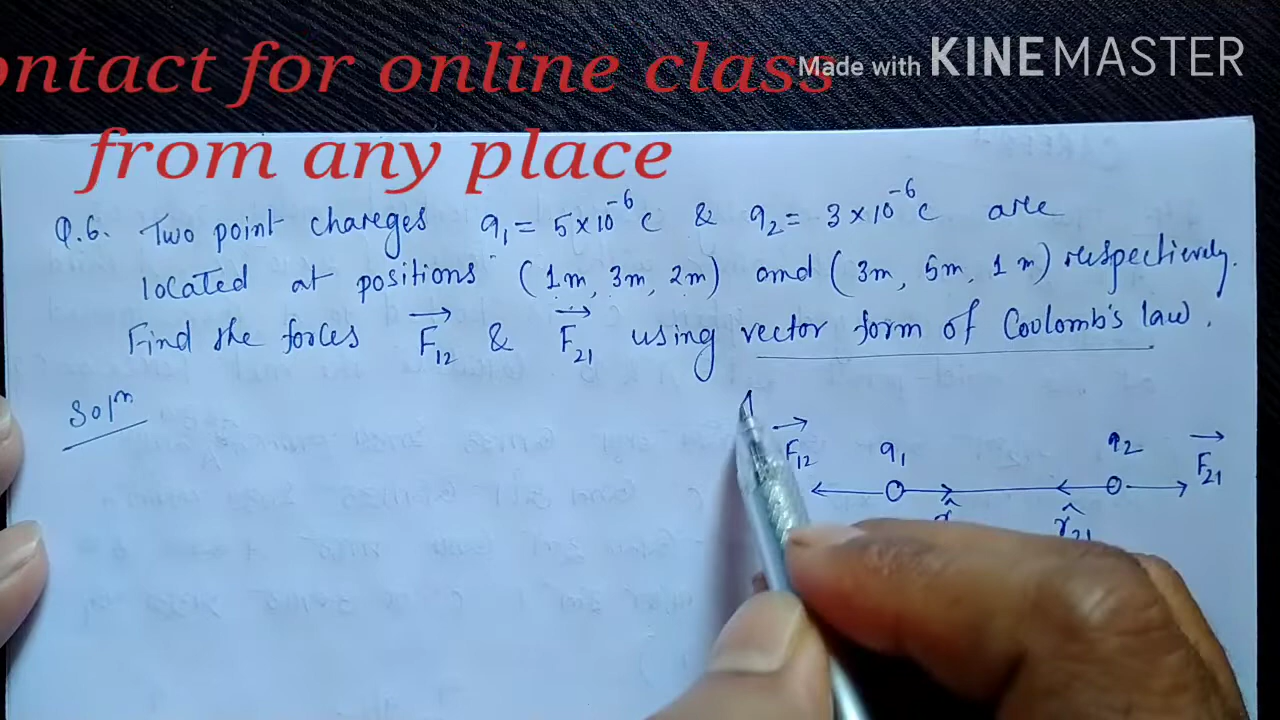 ontact for online class
from any place
Made with KINEMASTER
Q.6. Two point chareges q₁ = 5×10⁻⁶ c & q₂ = 3×10⁻⁶ c are
located at positions (1m, 3m, 2m) and (3m, 5m, 1m) respectively.
Find the forces F₁₂ & F₂₁ using vector form of Coolomb's law.
Solⁿ
F₁₂ q₁ q₂ F₂₁
r̂₂₁